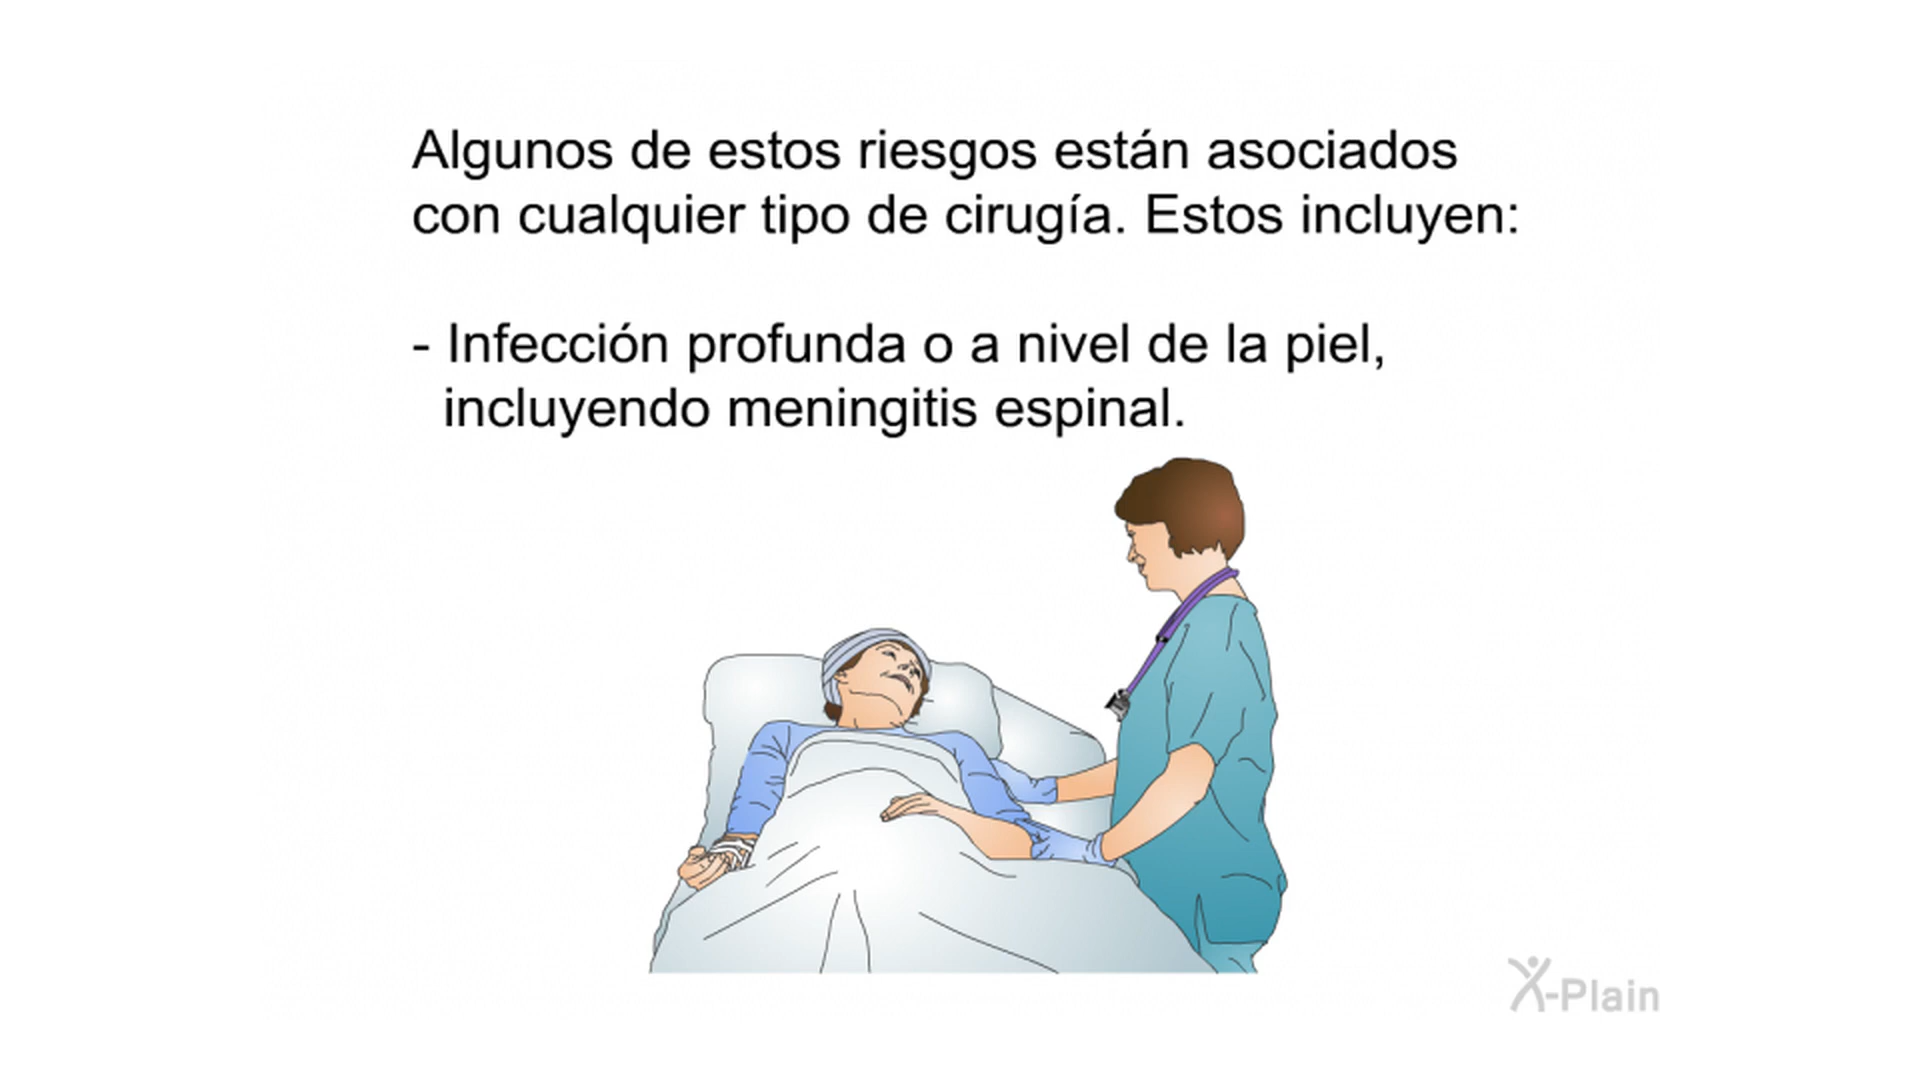 Algunos de estos riesgos están asociados
con cualquier tipo de cirugía. Estos incluyen:
- Infección profunda o a nivel de la piel,
incluyendo meningitis espinal.
X-Plain